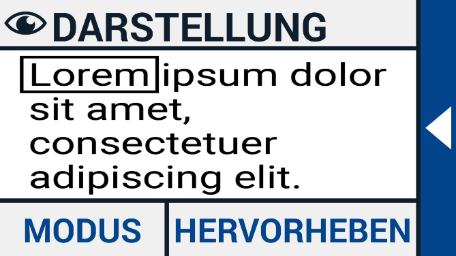 DARSTELLUNG
Lorem ipsum dolor
sit amet,
consectetuer
adipiscing elit.
MODUS HERVORHEBEN